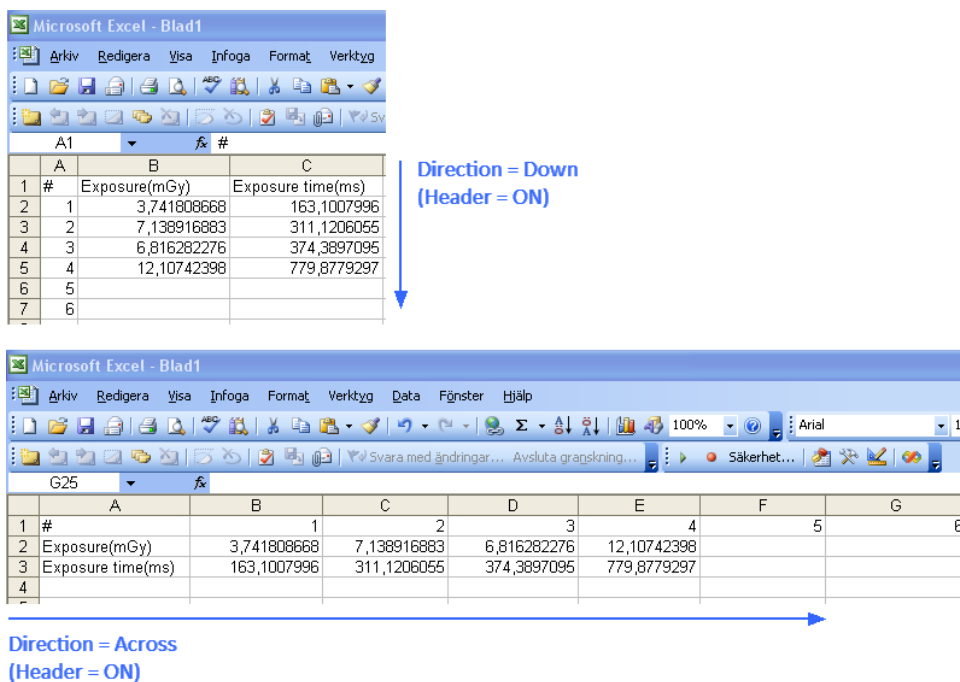 Microsoft Excel - Blad1
Arkiv Redigera Visa Infoga Format Verktyg
A1 fx #
A B C
1 # Exposure(mGy) Exposure time(ms)
2 1 3,741808668 163,1007996
3 2 7,138916883 311,1206055
4 3 6,816282276 374,3897095
5 4 12,10742398 779,8779297
6 5
7 6
Direction = Down
(Header = ON)
Microsoft Excel - Blad1
Arkiv Redigera Visa Infoga Format Verktyg Data Fönster Hjälp
100% Arial
Svara med ändringar... Avsluta granskning... Säkerhet...
G25 fx
A B C D E F G
1 # 1 2 3 4 5 6
2 Exposure(mGy) 3,741808668 7,138916883 6,816282276 12,10742398
3 Exposure time(ms) 163,1007996 311,1206055 374,3897095 779,8779297
4
Direction = Across
(Header = ON)